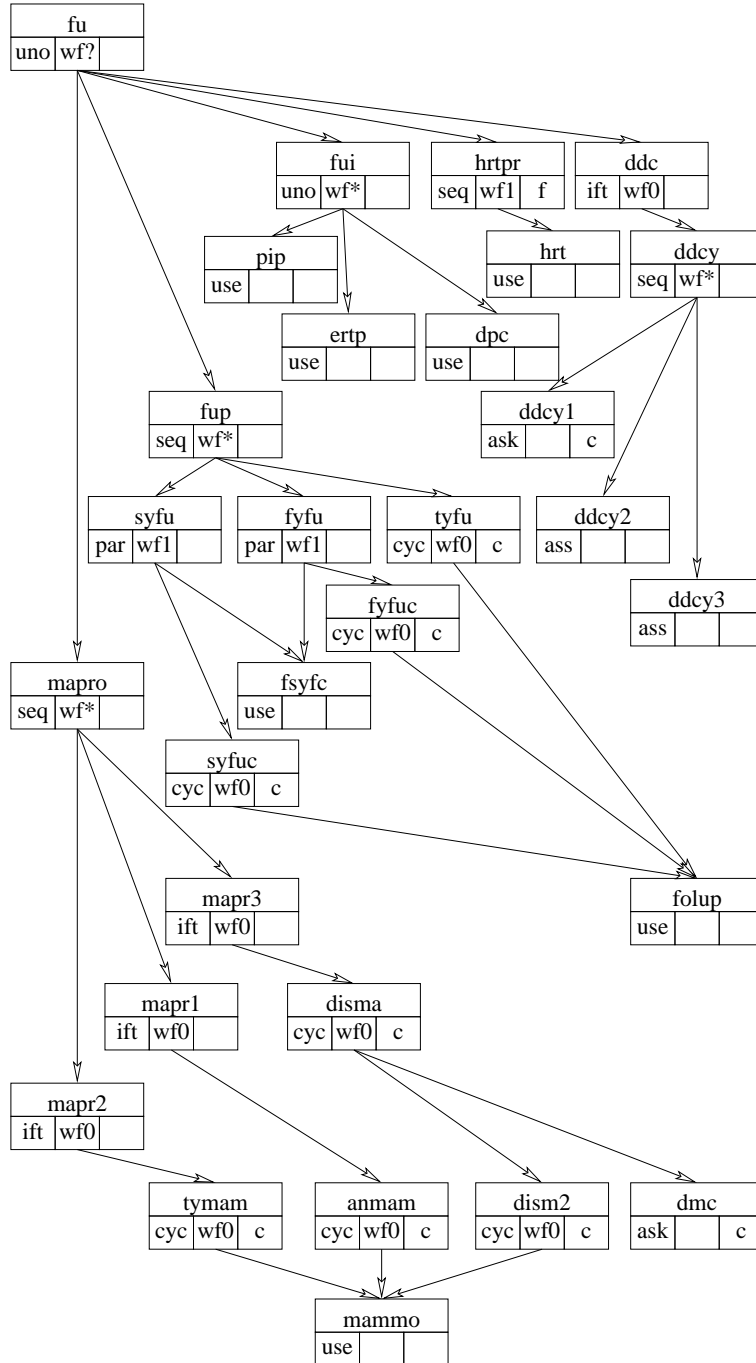 fu
uno wf?
fui hrtpr ddc
uno wf* seq wf1 f ift wf0
pip hrt ddcy
use use seq wf*
ertp dpc
use use
fup ddcy1
seq wf* ask c
syfu fyfu tyfu ddcy2
par wf1 par wf1 cyc wf0 c ass
fyfuc ddcy3
cyc wf0 c ass
mapro fsyfc
seq wf* use
syfuc
cyc wf0 c
mapr3 folup
ift wf0 use
mapr1 disma
ift wf0 cyc wf0 c
mapr2
ift wf0
tymam anmam dism2 dmc
cyc wf0 c cyc wf0 c cyc wf0 c ask c
mammo
use